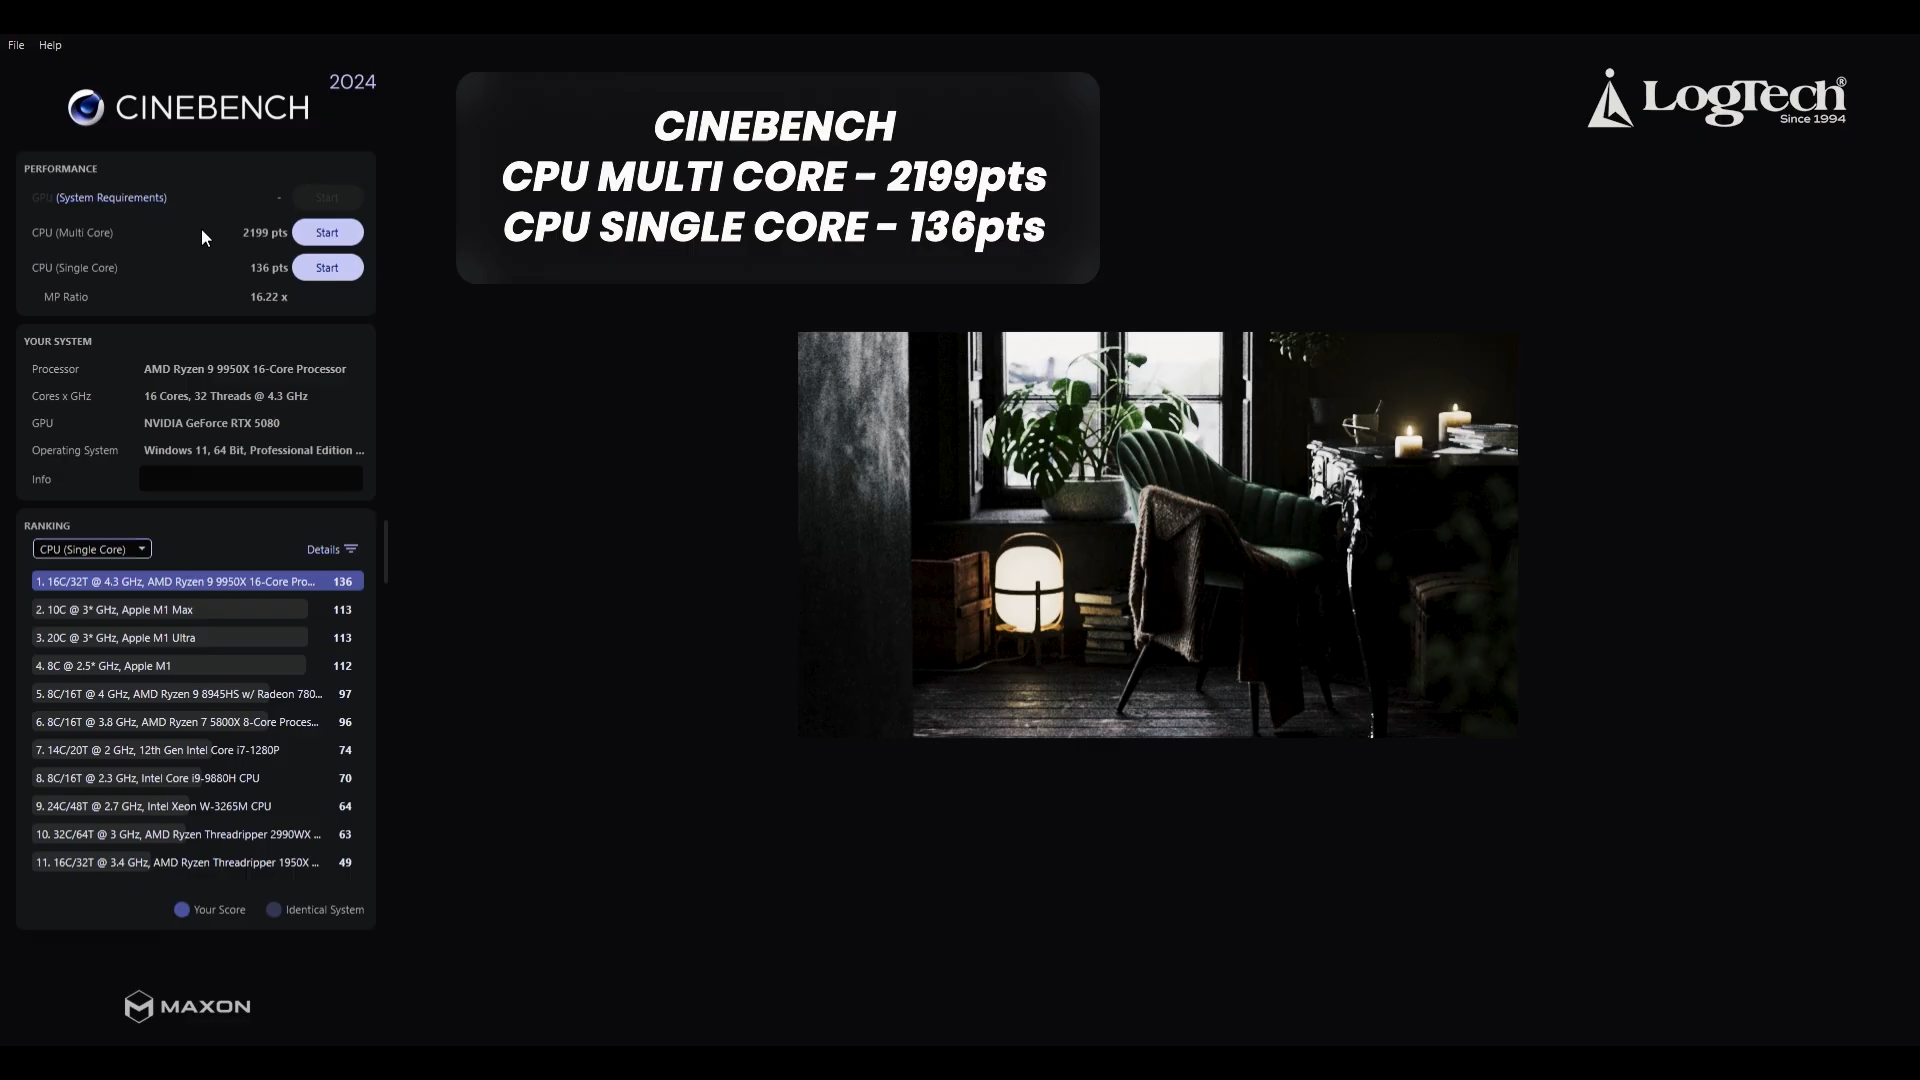 File Help
CINEBENCH 2024
PERFORMANCE
GPU (System Requirements) - Start
CPU (Multi Core) 2199 pts Start
CPU (Single Core) 136 pts Start
MP Ratio 16.22 x
YOUR SYSTEM
Processor AMD Ryzen 9 9950X 16-Core Processor
Cores x GHz 16 Cores, 32 Threads @ 4.3 GHz
GPU NVIDIA GeForce RTX 5080
Operating System Windows 11, 64 Bit, Professional Edition ...
Info
RANKING
CPU (Single Core) Details
1. 16C/32T @ 4.3 GHz, AMD Ryzen 9 9950X 16-Core Pro... 136
2. 10C @ 3* GHz, Apple M1 Max 113
3. 20C @ 3* GHz, Apple M1 Ultra 113
4. 8C @ 2.5* GHz, Apple M1 112
5. 8C/16T @ 4 GHz, AMD Ryzen 9 8945HS w/ Radeon 780... 97
6. 8C/16T @ 3.8 GHz, AMD Ryzen 7 5800X 8-Core Proces... 96
7. 14C/20T @ 2 GHz, 12th Gen Intel Core i7-1280P 74
8. 8C/16T @ 2.3 GHz, Intel Core i9-9880H CPU 70
9. 24C/48T @ 2.7 GHz, Intel Xeon W-3265M CPU 64
10. 32C/64T @ 3 GHz, AMD Ryzen Threadripper 2990WX ... 63
11. 16C/32T @ 3.4 GHz, AMD Ryzen Threadripper 1950X ... 49
Your Score Identical System
MAXON
CINEBENCH
CPU MULTI CORE - 2199pts
CPU SINGLE CORE - 136pts
LogTech®
Since 1994